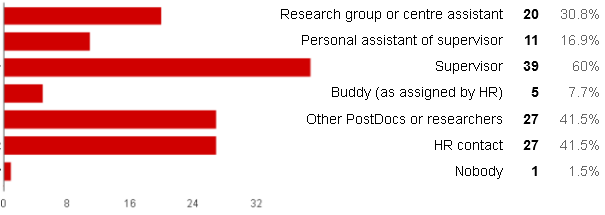 Research group or centre assistant 20 30.8%
Personal assistant of supervisor 11 16.9%
Supervisor 39 60%
Buddy (as assigned by HR) 5 7.7%
Other PostDocs or researchers 27 41.5%
HR contact 27 41.5%
Nobody 1 1.5%
0 8 16 24 32